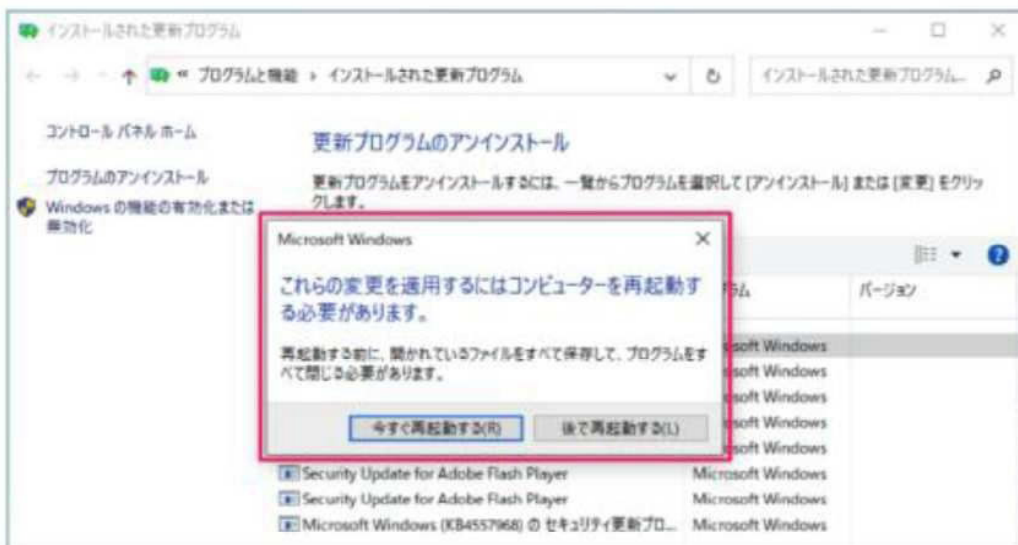 インストールされた更新プログラム
« プログラムと機能 › インストールされた更新プログラム
インストールされた更新プログラム...
コントロール パネル ホーム
プログラムのアンインストール
Windows の機能の有効化または
無効化
更新プログラムのアンインストール
更新プログラムをアンインストールするには、一覧からプログラムを選択して [アンインストール] または [変更] をクリッ
クします。
Microsoft Windows
これらの変更を適用するにはコンピューターを再起動す
る必要があります。
再起動する前に、開かれているファイルをすべて保存して、プログラムをす
べて閉じる必要があります。
今すぐ再起動する(R)
後で再起動する(L)
バージョン
Windows
Windows
Windows
Windows
Windows
Security Update for Adobe Flash Player Microsoft Windows
Security Update for Adobe Flash Player Microsoft Windows
Microsoft Windows (KB4557968) の セキュリティ更新プロ... Microsoft Windows